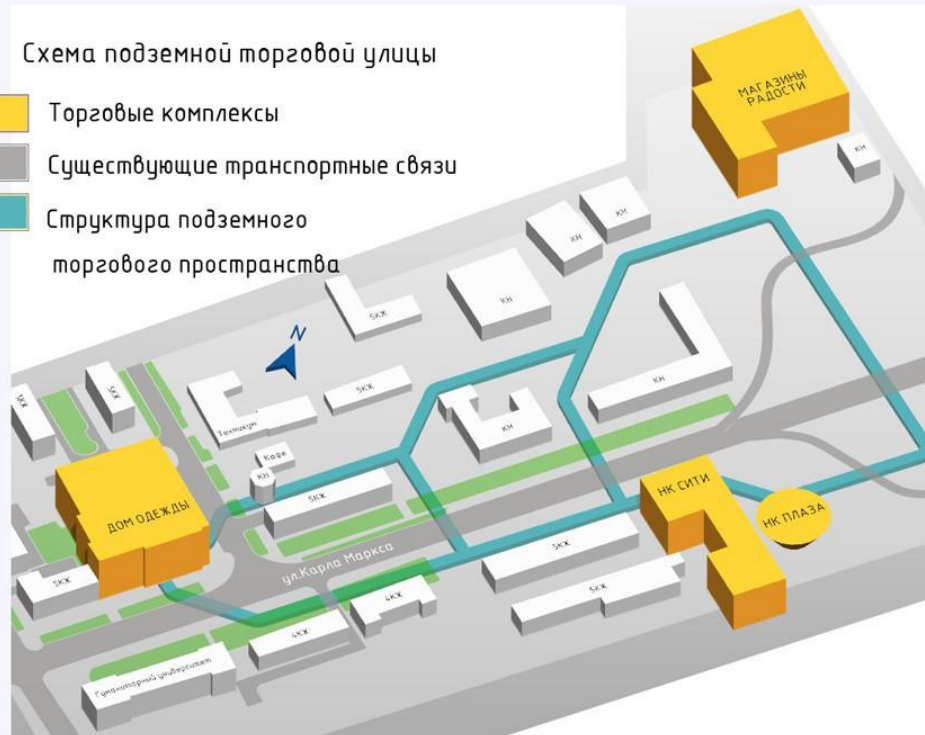 Схема подземной торговой улицы
Торговые комплексы
Существующие транспортные связи
Структура подземного
торгового пространства
МАГАЗИНЫ
РАДОСТИ
КН
КН
КН
КН
5КЖ
N
5КЖ
КН
5КЖ
5КЖ
Техникум
Кафе
КН
КН
5КЖ
ДОМ ОДЕЖДЫ
НК СИТИ
НК ПЛАЗА
ул.Карла Маркса
5КЖ
5КЖ
5КЖ
4КЖ
4КЖ
Гуманитарный университет